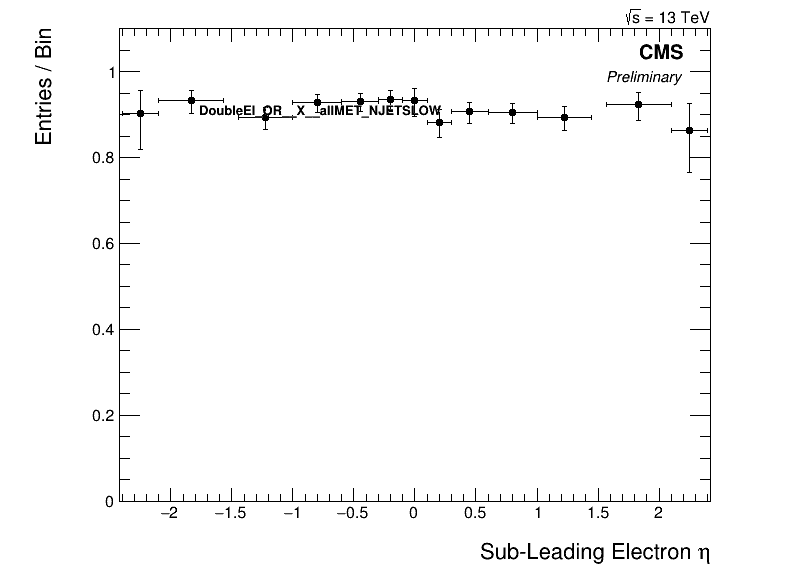 √s = 13 TeV
CMS
Preliminary
Entries / Bin
DoubleEl_OR__X__allMET_NJETSLOW
1
0.8
0.6
0.4
0.2
0
−2 −1.5 −1 −0.5 0 0.5 1 1.5 2
Sub-Leading Electron η